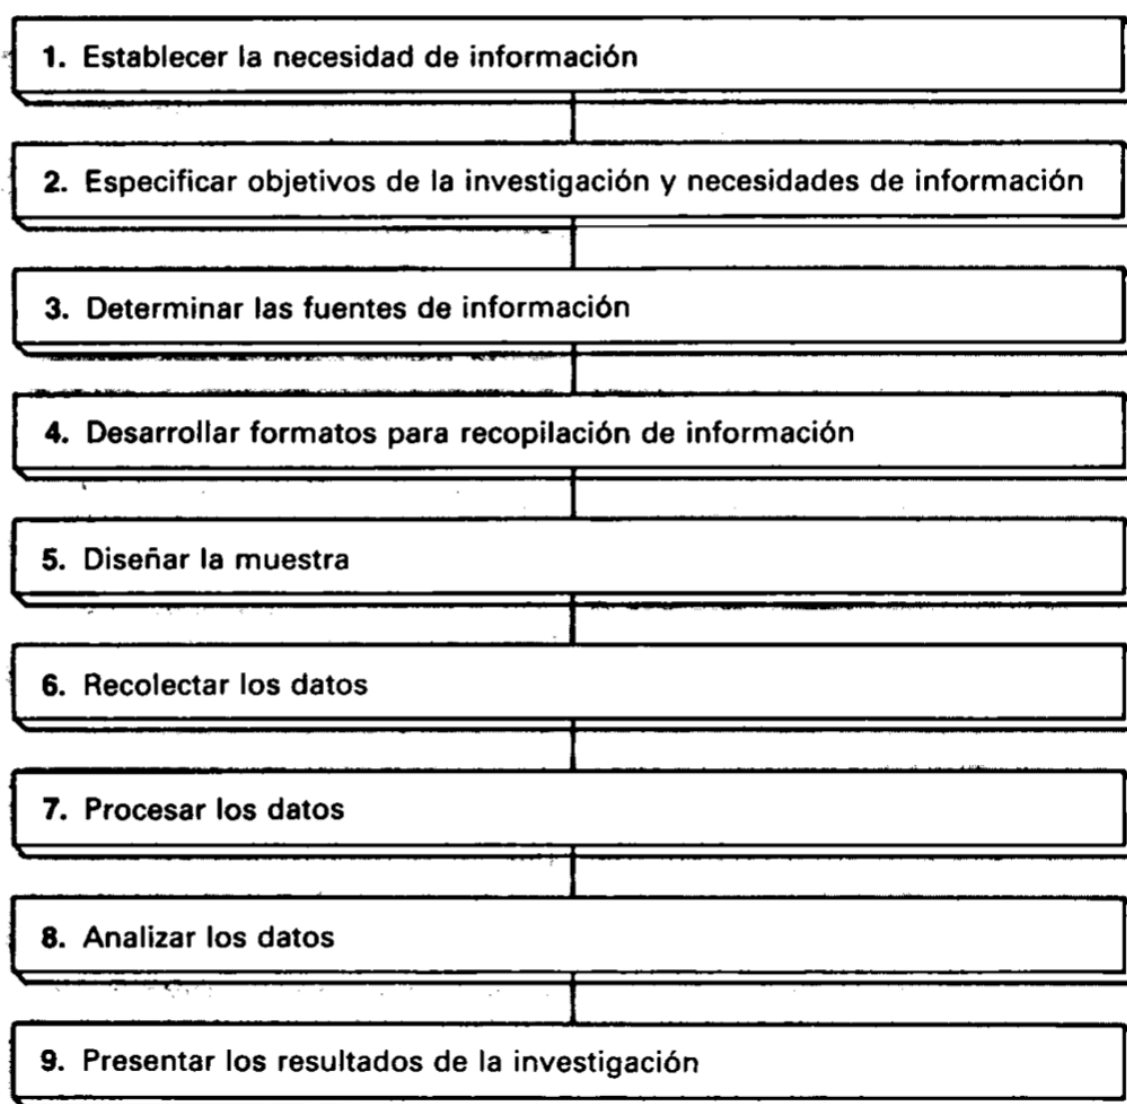 1. Establecer la necesidad de información
2. Especificar objetivos de la investigación y necesidades de información
3. Determinar las fuentes de información
4. Desarrollar formatos para recopilación de información
5. Diseñar la muestra
6. Recolectar los datos
7. Procesar los datos
8. Analizar los datos
9. Presentar los resultados de la investigación